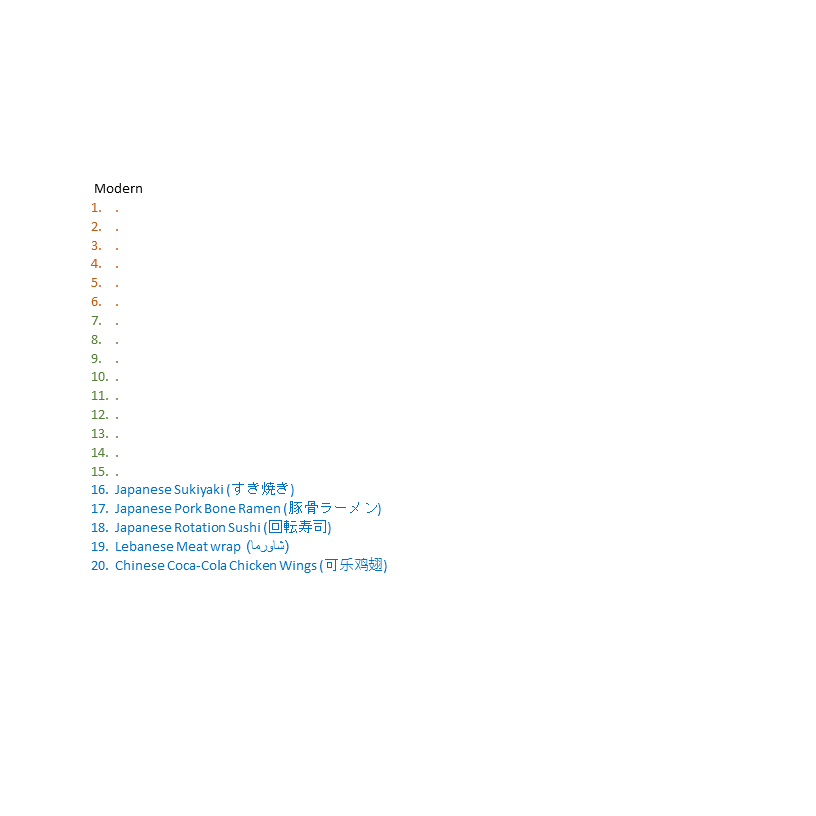 Modern
1. .
2. .
3. .
4. .
5. .
6. .
7. .
8. .
9. .
10. .
11. .
12. .
13. .
14. .
15. .
16. Japanese Sukiyaki (すき焼き)
17. Japanese Pork Bone Ramen (豚骨ラーメン)
18. Japanese Rotation Sushi (回転寿司)
19. Lebanese Meat wrap (شاورما)
20. Chinese Coca-Cola Chicken Wings (可乐鸡翅)